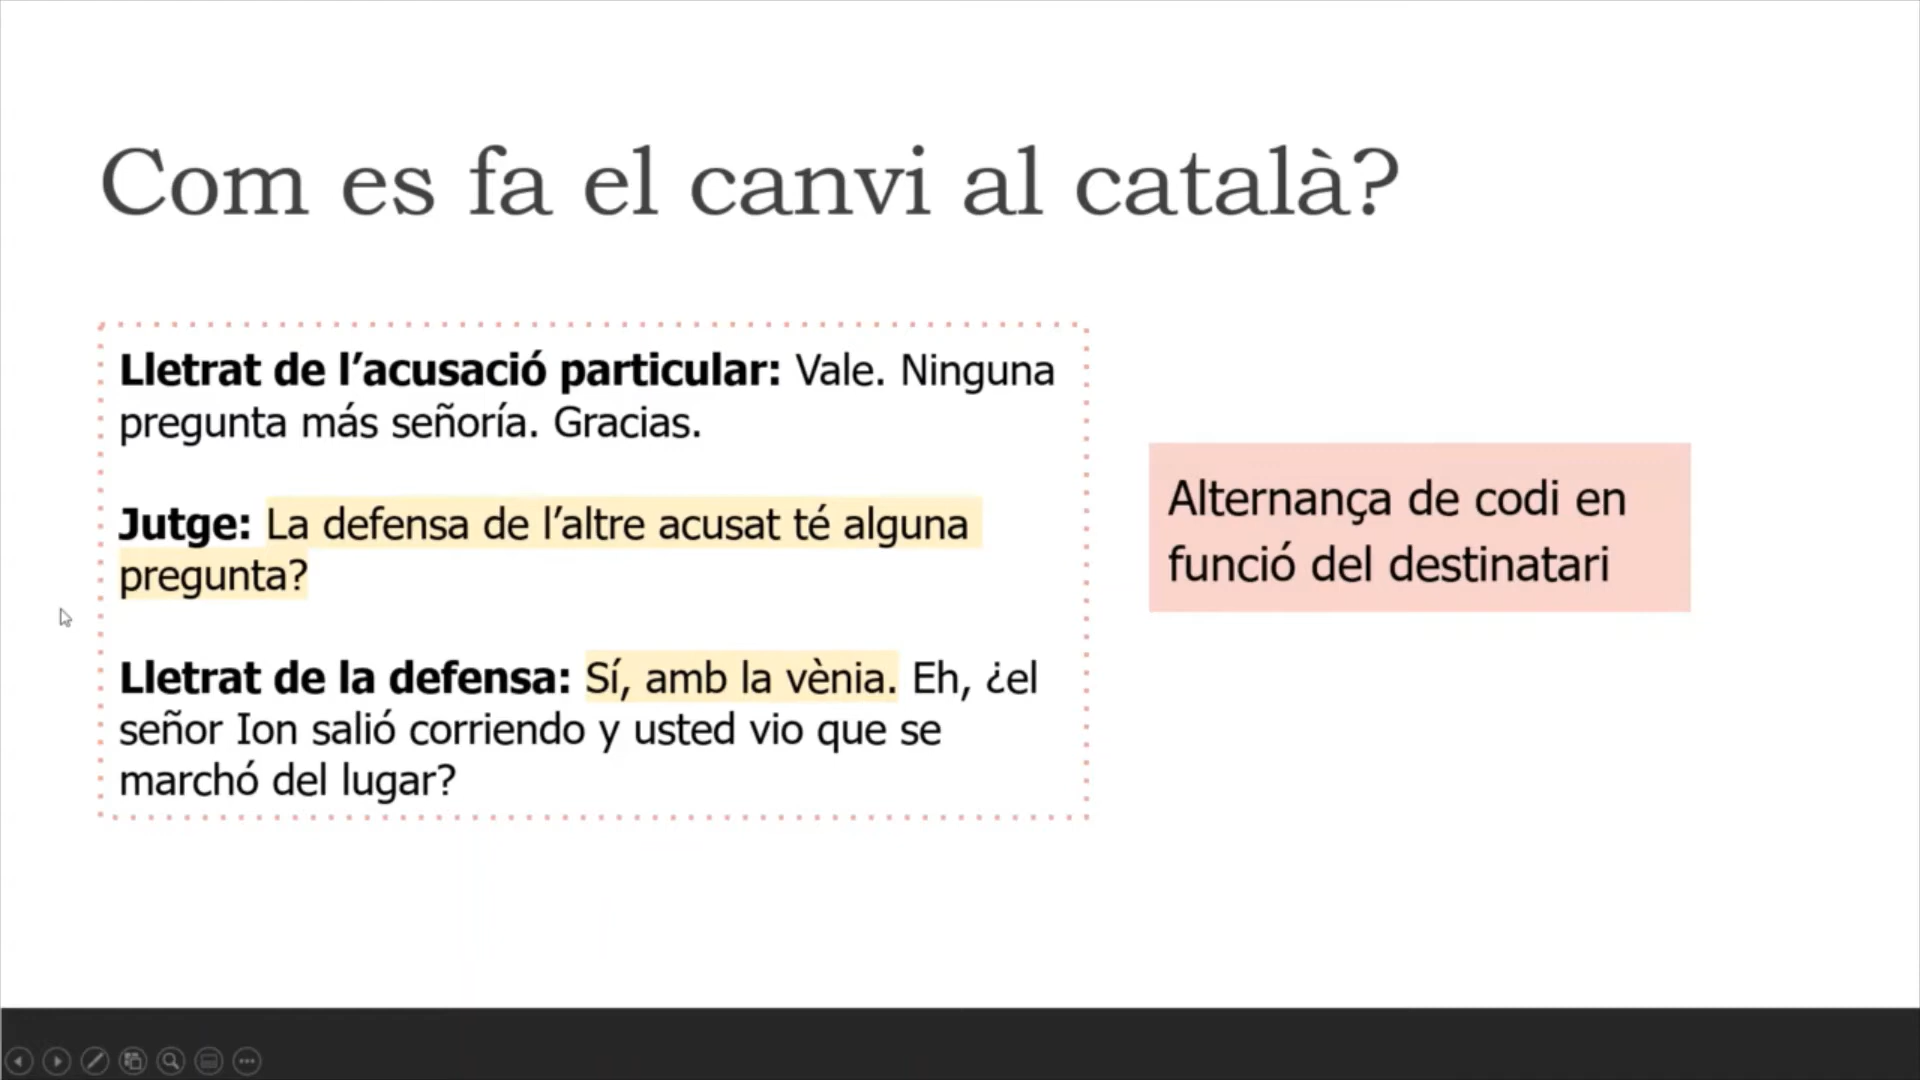 Com es fa el canvi al català?
Lletrat de l’acusació particular: Vale. Ninguna
pregunta más señoría. Gracias.
Jutge: La defensa de l’altre acusat té alguna
pregunta?
Lletrat de la defensa: Sí, amb la vènia. Eh, ¿el
señor Ion salió corriendo y usted vio que se
marchó del lugar?
Alternança de codi en
funció del destinatari